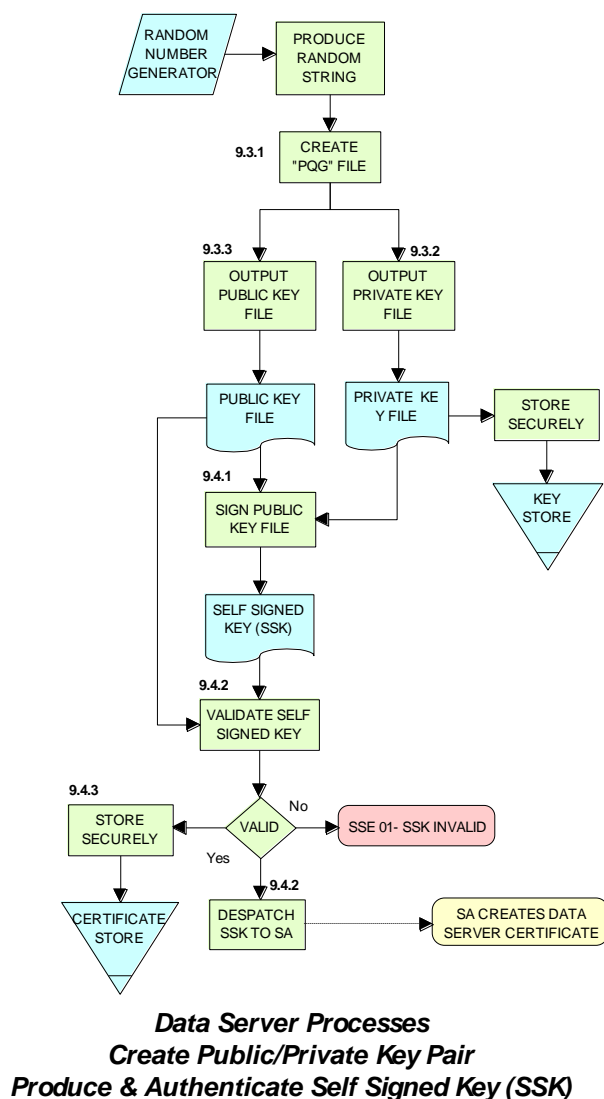 RANDOM
NUMBER
GENERATOR
PRODUCE
RANDOM
STRING
9.3.1
CREATE
"PQG" FILE
9.3.3
9.3.2
OUTPUT
PUBLIC KEY
FILE
OUTPUT
PRIVATE KEY
FILE
PUBLIC KEY
FILE
PRIVATE KE
Y FILE
STORE
SECURELY
9.4.1
SIGN PUBLIC
KEY FILE
KEY
STORE
SELF SIGNED
KEY (SSK)
9.4.2
VALIDATE SELF
SIGNED KEY
9.4.3
STORE
SECURELY
VALID
No
SSE 01- SSK INVALID
Yes
9.4.2
CERTIFICATE
STORE
DESPATCH
SSK TO SA
SA CREATES DATA
SERVER CERTIFICATE
Data Server Processes
Create Public/Private Key Pair
Produce & Authenticate Self Signed Key (SSK)